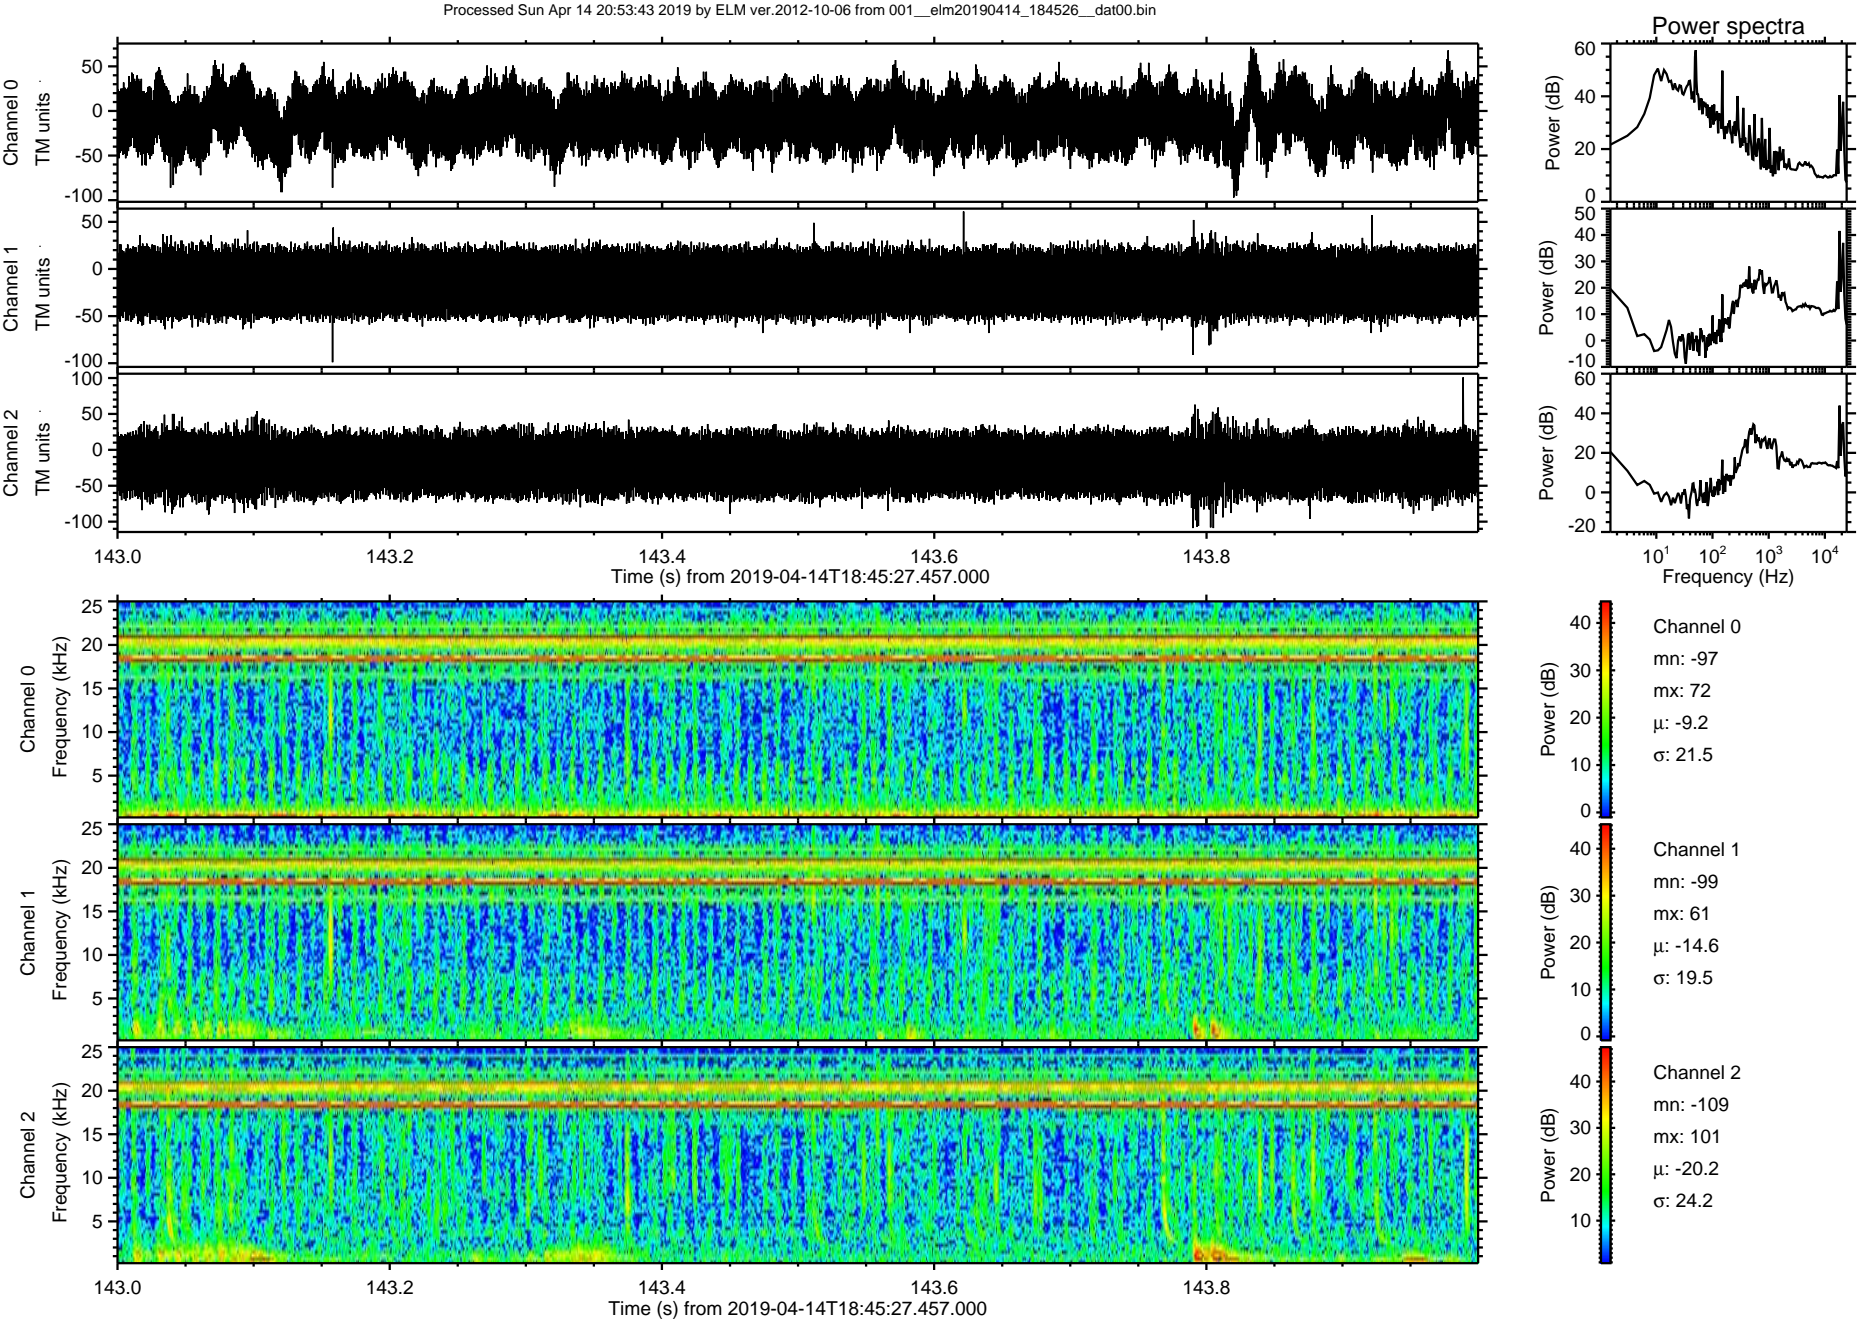 Processed Sun Apr 14 20:53:43 2019 by ELM ver.2012-10-06 from 001__elm20190414_184526__dat00.bin
Power spectra
Channel 0
TM units
50
0
-50
-100
Power (dB)
60
40
20
0
Channel 1
TM units
50
0
-50
-100
Power (dB)
50
40
30
20
10
0
-10
Channel 2
TM units
100
50
0
-50
-100
Power (dB)
60
40
20
0
-20
143.0 143.2 143.4 143.6 143.8
Time (s) from 2019-04-14T18:45:27.457.000
10¹ 10² 10³ 10⁴
Frequency (Hz)
Channel 0
Frequency (kHz)
25
20
15
10
5
Power (dB)
40
30
20
10
0
Channel 0
mn: -97
mx: 72
μ: -9.2
σ: 21.5
Channel 1
Frequency (kHz)
25
20
15
10
5
Power (dB)
40
30
20
10
0
Channel 1
mn: -99
mx: 61
μ: -14.6
σ: 19.5
Channel 2
Frequency (kHz)
25
20
15
10
5
Power (dB)
40
30
20
10
Channel 2
mn: -109
mx: 101
μ: -20.2
σ: 24.2
143.0 143.2 143.4 143.6 143.8
Time (s) from 2019-04-14T18:45:27.457.000